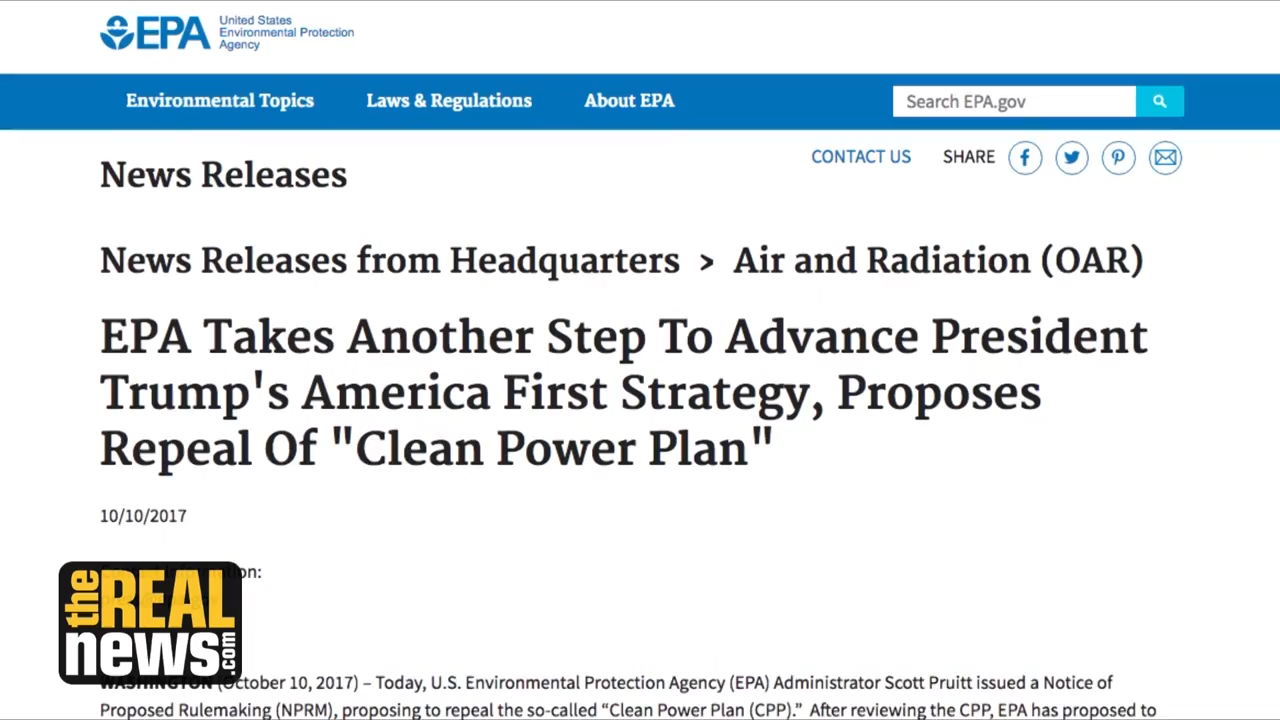 EPA
United States
Environmental Protection
Agency
Environmental Topics Laws & Regulations About EPA Search EPA.gov
CONTACT US SHARE
News Releases
News Releases from Headquarters > Air and Radiation (OAR)
EPA Takes Another Step To Advance President
Trump's America First Strategy, Proposes
Repeal Of "Clean Power Plan"
10/10/2017
the REAL
news.com
WASHINGTON (October 10, 2017) – Today, U.S. Environmental Protection Agency (EPA) Administrator Scott Pruitt issued a Notice of
Proposed Rulemaking (NPRM), proposing to repeal the so-called “Clean Power Plan (CPP).” After reviewing the CPP, EPA has proposed to